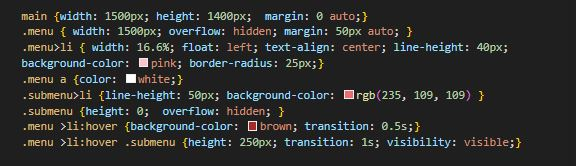 main {width: 1500px; height: 1400px;  margin: 0 auto;}
.menu { width: 1500px; overflow: hidden; margin: 50px auto; }
.menu>li { width: 16.6%; float: left; text-align: center; line-height: 40px;
background-color: pink; border-radius: 25px;}
.menu a {color: white;}
.submenu>li {line-height: 50px; background-color: rgb(235, 109, 109) }
.submenu {height: 0;  overflow: hidden; }
.menu >li:hover {background-color: brown; transition: 0.5s;}
.menu >li:hover .submenu {height: 250px; transition: 1s; visibility: visible;}